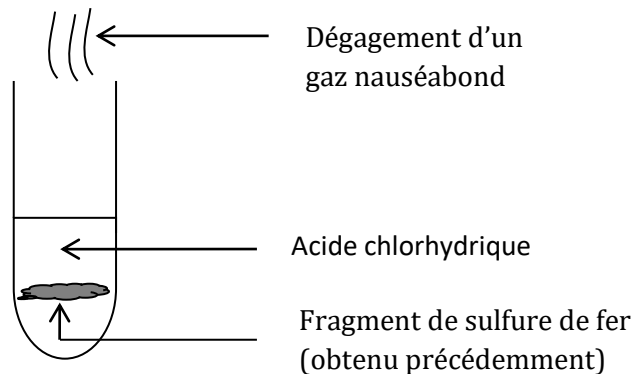 Dégagement d’un
gaz nauséabond
Acide chlorhydrique
Fragment de sulfure de fer
(obtenu précédemment)